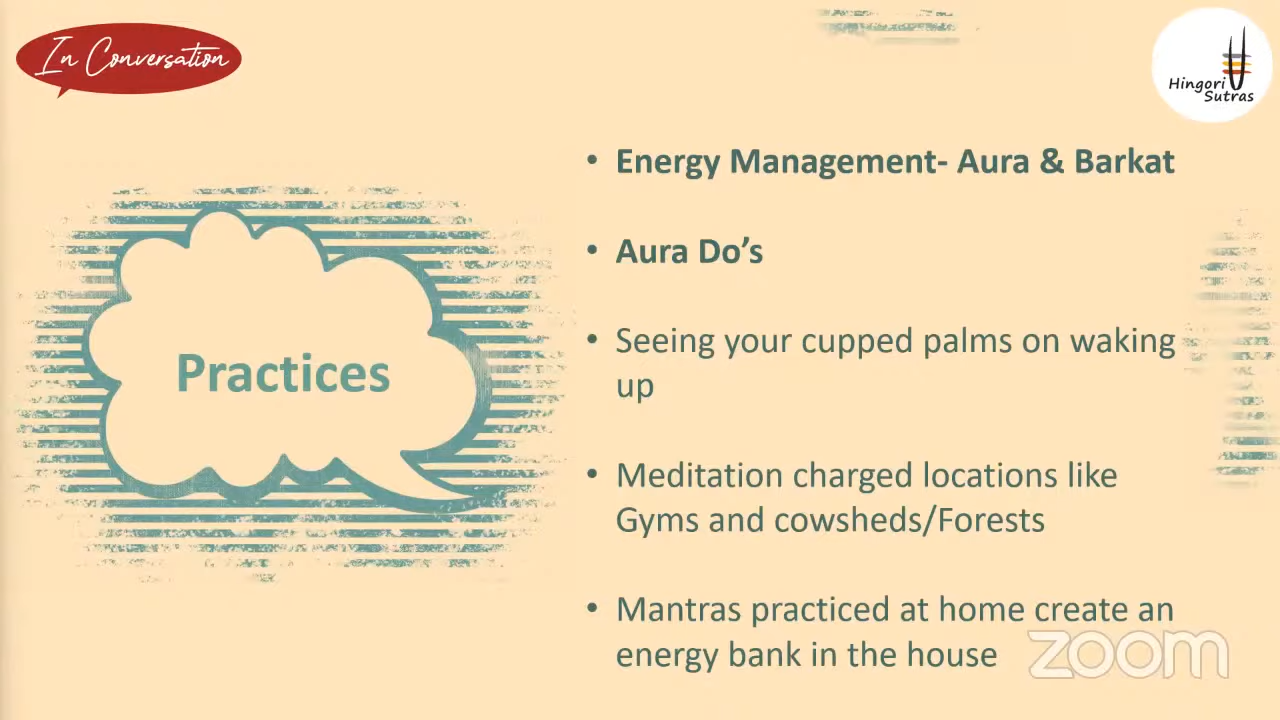 In Conversation
Hingori
Sutras
Practices
• Energy Management- Aura & Barkat
• Aura Do’s
• Seeing your cupped palms on waking
up
• Meditation charged locations like
Gyms and cowsheds/Forests
• Mantras practiced at home create an
energy bank in the house
zoom